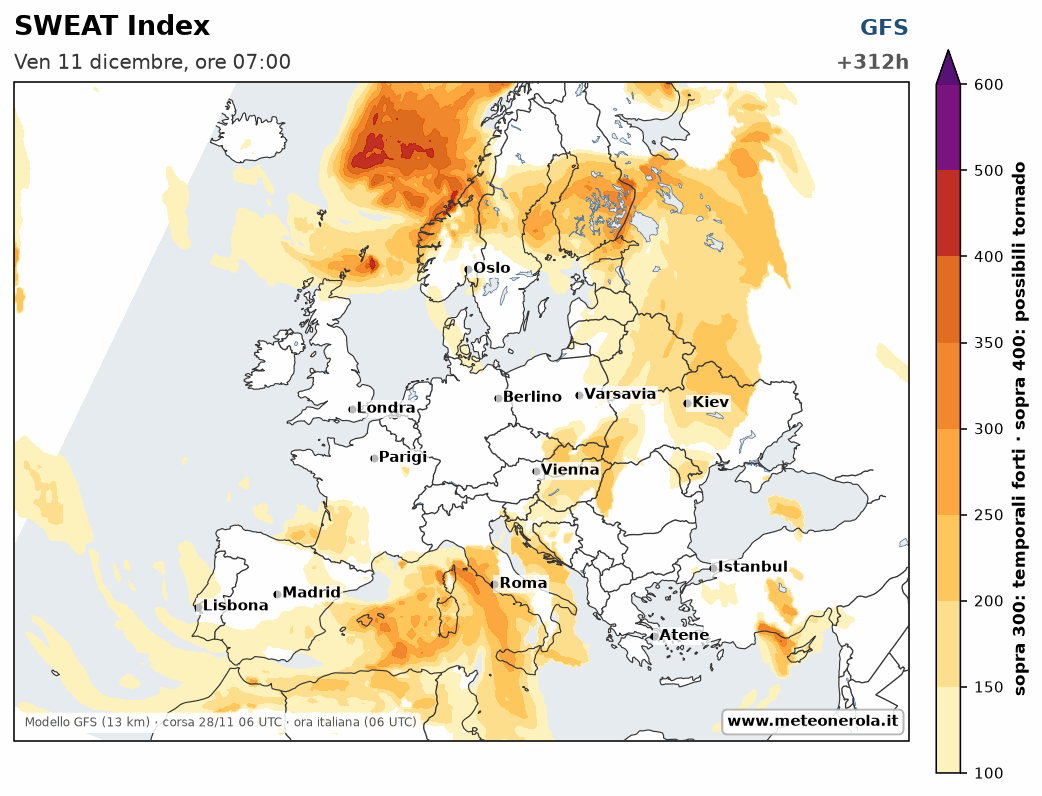 SWEAT Index
GFS
Ven 11 dicembre, ore 07:00
+312h
600
500
400
350
300
250
200
150
100
sopra 300: temporali forti · sopra 400: possibili tornado
Oslo
Berlino
Varsavia
Kiev
Londra
Parigi
Vienna
Istanbul
Roma
Madrid
Lisbona
Atene
Modello GFS (13 km) · corsa 28/11 06 UTC · ora italiana (06 UTC)
www.meteonerola.it